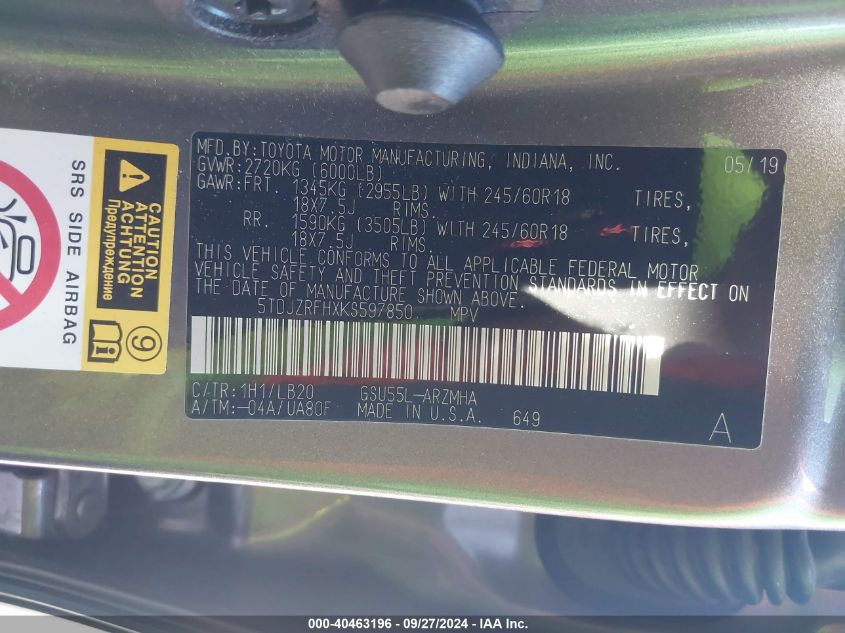 MFD.BY:TOYOTA MOTOR MANUFACTURING, INDIANA, INC. 05/19
GVWR:2720KG (6000LB)
GAWR:FRT. 1345KG (2955LB) WITH 245/60R18 TIRES,
18X7.5J RIMS.
RR. 1590KG (3505LB) WITH 245/60R18 TIRES,
18X7.5J RIMS.
THIS VEHICLE CONFORMS TO ALL APPLICABLE FEDERAL MOTOR
VEHICLE SAFETY AND THEFT PREVENTION STANDARDS IN EFFECT ON
THE DATE OF MANUFACTURE SHOWN ABOVE.
5TDJZRFHXKS597850 MPV
C/TR:1H1/LB20 GSU55L-ARZMHA
A/TM:-04A/UA80F MADE IN U.S.A. 649
A
SRS SIDE AIRBAG
CAUTION
ATTENTION
ACHTUNG
Предупреждение
i
9
000-40463196 - 09/27/2024 - IAA Inc.